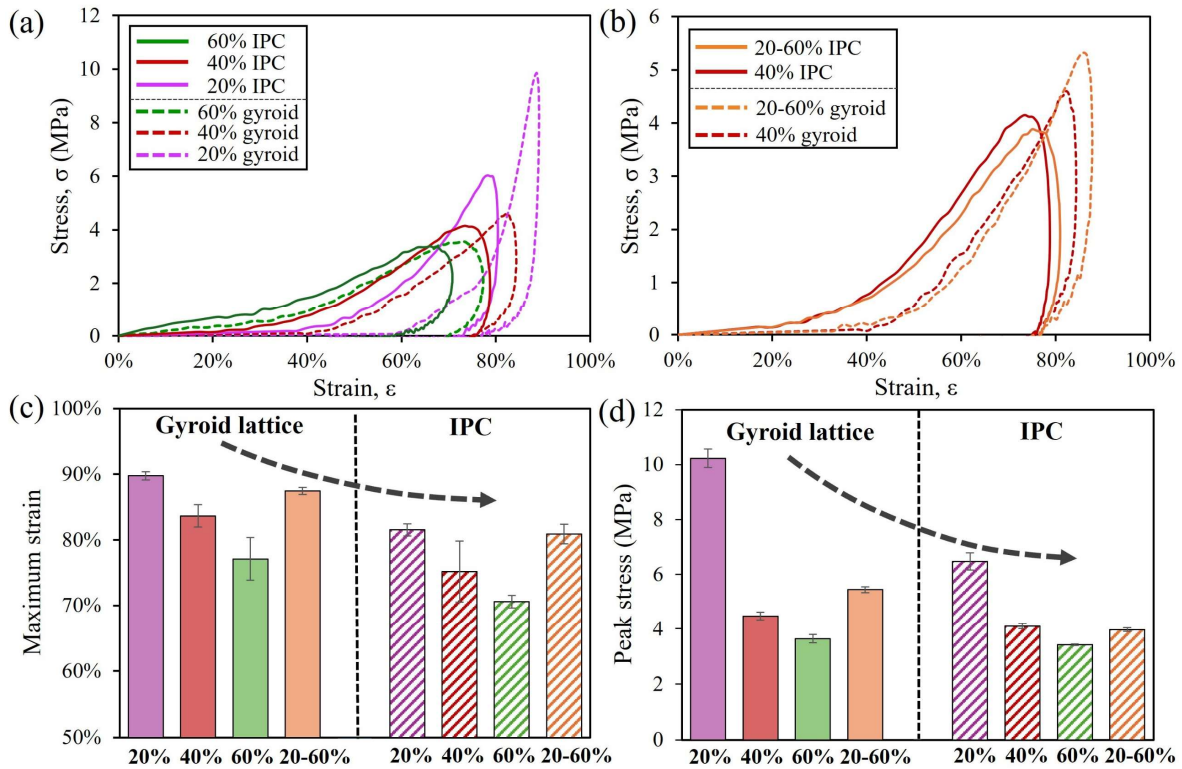 (a)
12
10
8
6
4
2
0
Stress, σ (MPa)
60% IPC
40% IPC
20% IPC
60% gyroid
40% gyroid
20% gyroid
0% 20% 40% 60% 80% 100%
Strain, ε
(b)
6
5
4
3
2
1
0
Stress, σ (MPa)
20-60% IPC
40% IPC
20-60% gyroid
40% gyroid
0% 20% 40% 60% 80% 100%
Strain, ε
(c)
100%
90%
80%
70%
60%
50%
Maximum strain
Gyroid lattice IPC
20% 40% 60% 20-60% 20% 40% 60% 20-60%
(d)
12
10
8
6
4
2
0
Peak stress (MPa)
Gyroid lattice IPC
20% 40% 60% 20-60% 20% 40% 60% 20-60%